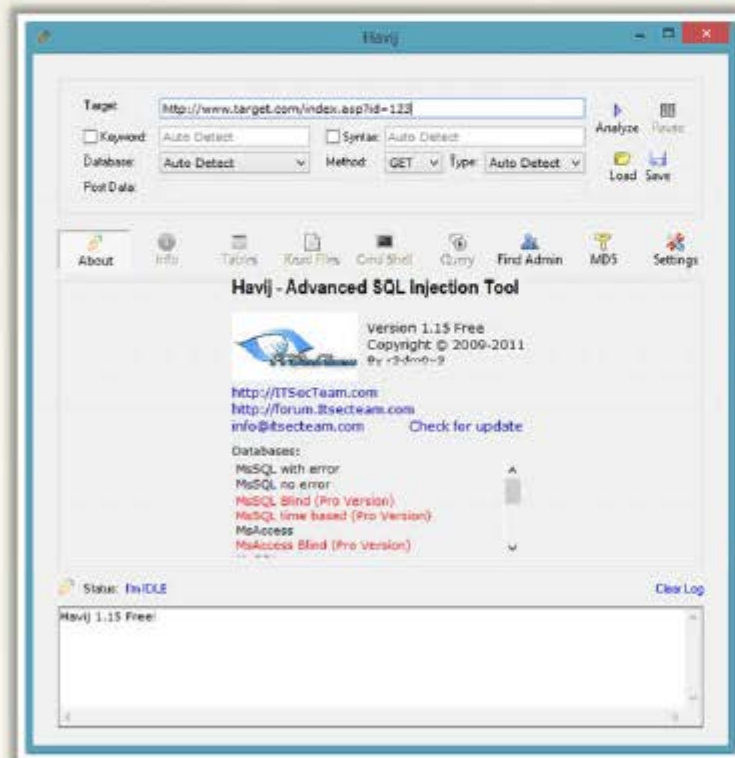 Havij
Target: http://www.target.com/index.asp?id=123
Analyze Pause
Keyword: Auto Detect Syntax: Auto Detect
Database: Auto Detect Method: GET Type: Auto Detect
Load Save
Post Data:
About Info Tables Read Files Cmd Shell Query Find Admin MD5 Settings
Havij - Advanced SQL Injection Tool
Version 1.15 Free
Copyright © 2009-2011
By r3dm0v3
http://ITSecTeam.com
http://forum.itsecteam.com
info@itsecteam.com Check for update
Databases:
MsSQL with error
MsSQL no error
MsSQL Blind (Pro Version)
MsSQL time based (Pro Version)
MsAccess
MsAccess Blind (Pro Version)
Status: I'm IDLE Clear Log
Havij 1.15 Free!